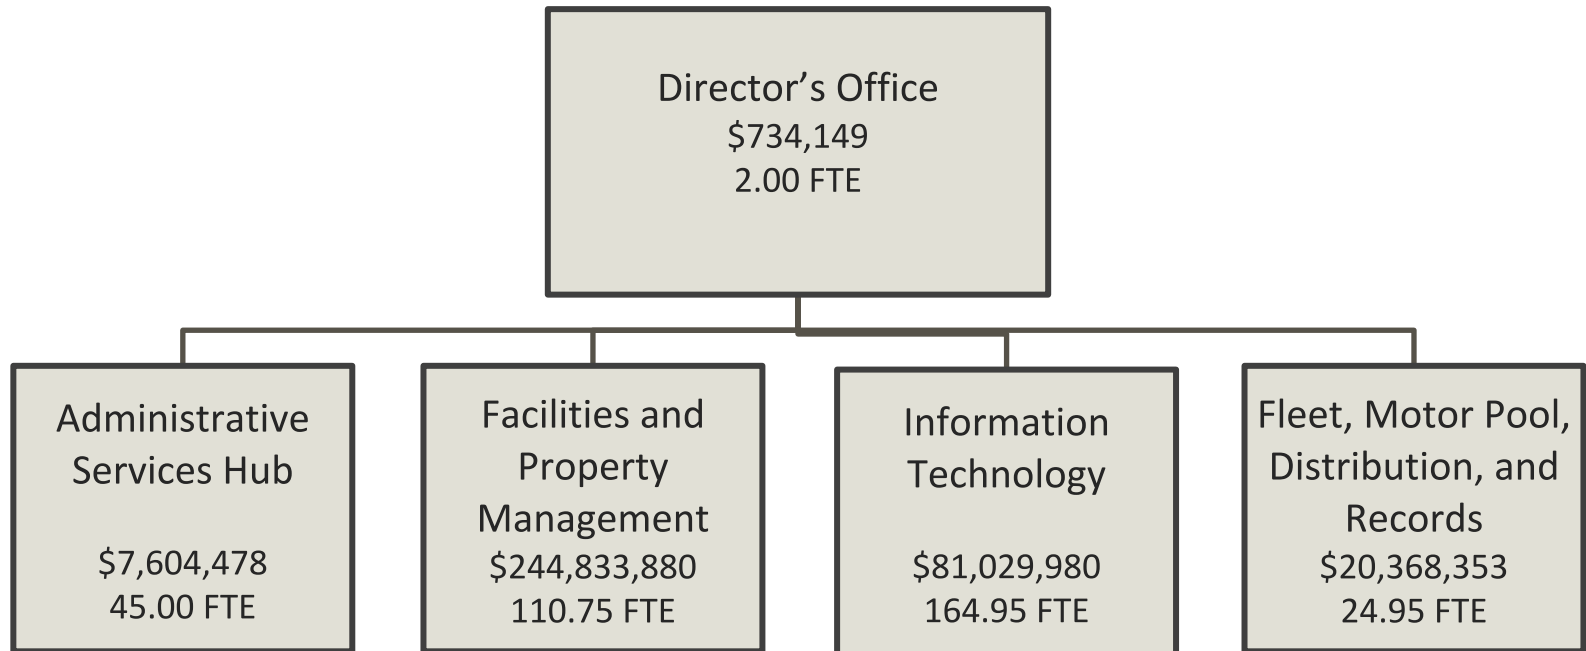 Director’s Office
$734,149
2.00 FTE
Administrative
Services Hub
$7,604,478
45.00 FTE
Facilities and
Property
Management
$244,833,880
110.75 FTE
Information
Technology
$81,029,980
164.95 FTE
Fleet, Motor Pool,
Distribution, and
Records
$20,368,353
24.95 FTE